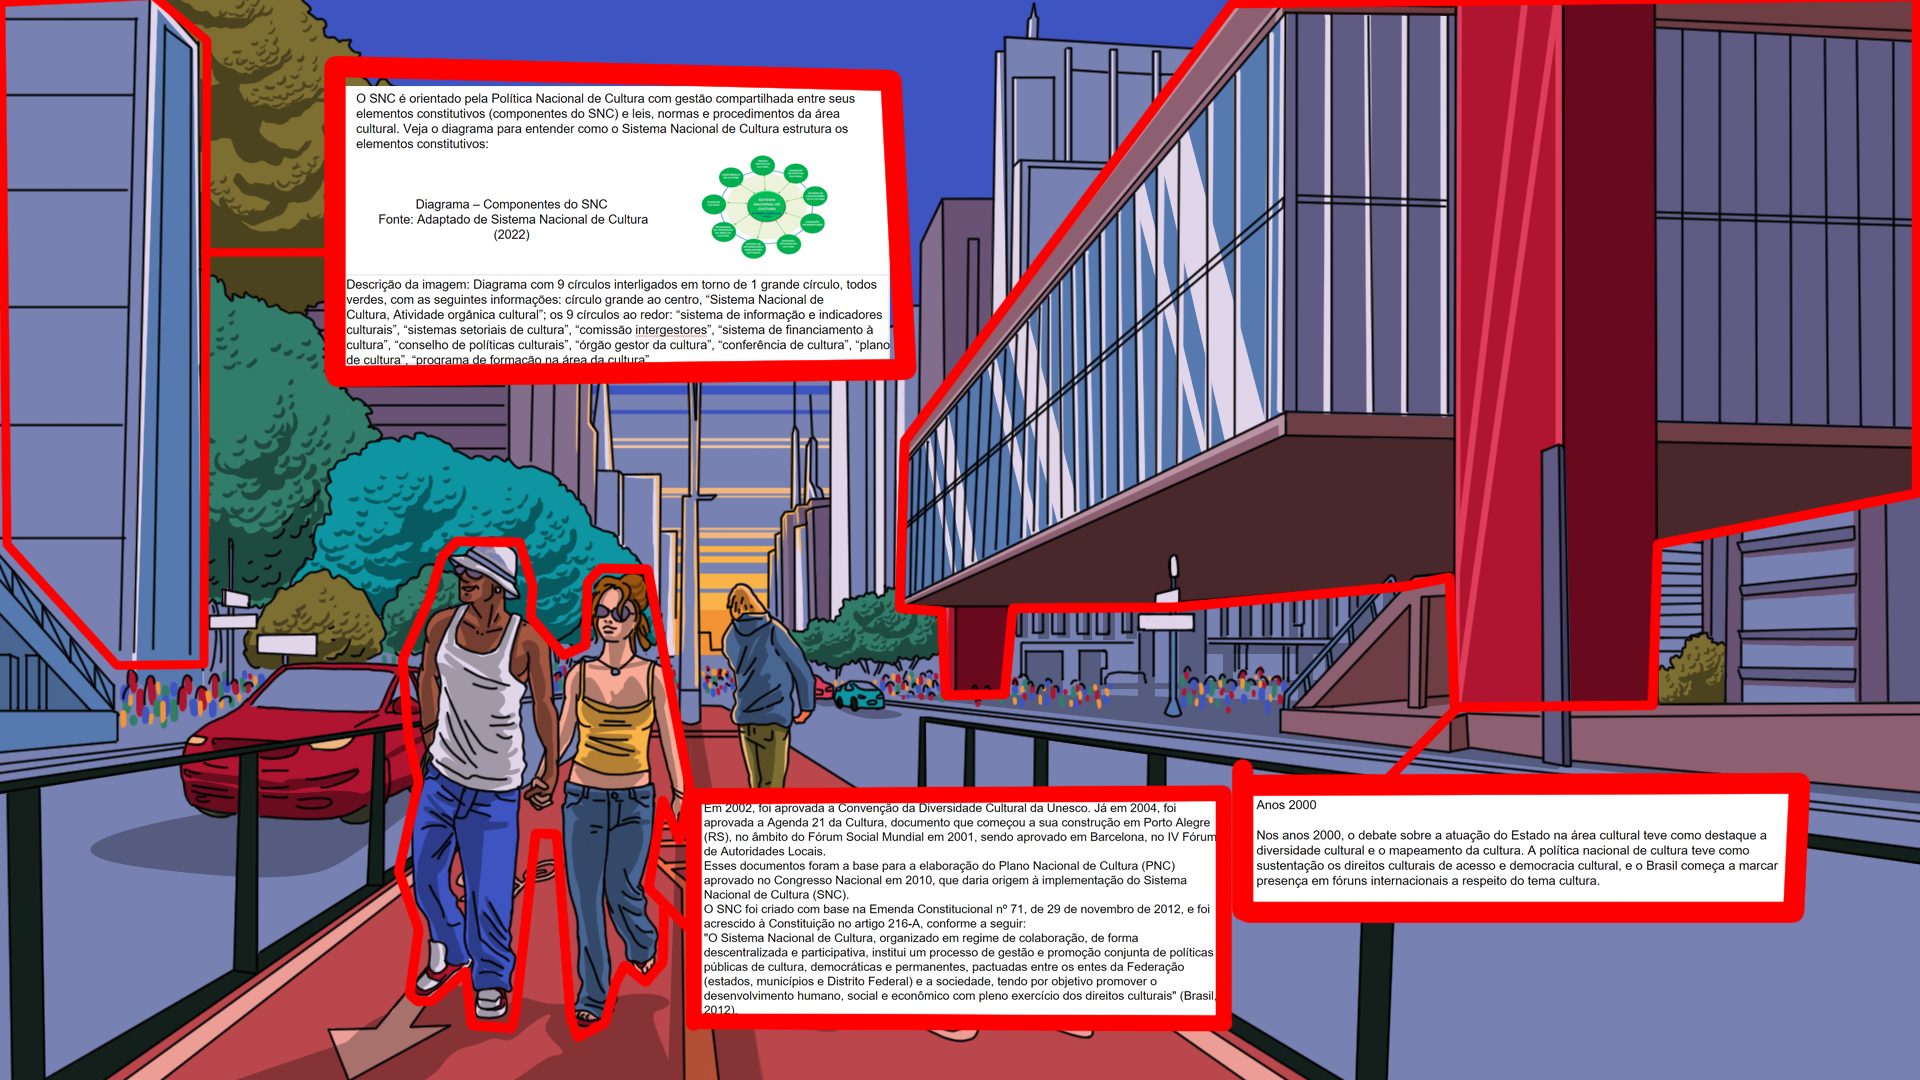 O SNC é orientado pela Política Nacional de Cultura com gestão compartilhada entre seus
elementos constitutivos (componentes do SNC) e leis, normas e procedimentos da área
cultural. Veja o diagrama para entender como o Sistema Nacional de Cultura estrutura os
elementos constitutivos:
Diagrama – Componentes do SNC
Fonte: Adaptado de Sistema Nacional de Cultura
(2022)
SISTEMA
NACIONAL DE
CULTURA
Descrição da imagem: Diagrama com 9 círculos interligados em torno de 1 grande círculo, todos
verdes, com as seguintes informações: círculo grande ao centro, “Sistema Nacional de
Cultura, Atividade orgânica cultural”; os 9 círculos ao redor: “sistema de informação e indicadores
culturais”, “sistemas setoriais de cultura”, “comissão intergestores”, “sistema de financiamento à
cultura”, “conselho de políticas culturais”, “órgão gestor da cultura”, “conferência de cultura”, “plano
de cultura”, “programa de formação na área da cultura”
Em 2002, foi aprovada a Convenção da Diversidade Cultural da Unesco. Já em 2004, foi
aprovada a Agenda 21 da Cultura, documento que começou a sua construção em Porto Alegre
(RS), no âmbito do Fórum Social Mundial em 2001, sendo aprovado em Barcelona, no IV Fórum
de Autoridades Locais.
Esses documentos foram a base para a elaboração do Plano Nacional de Cultura (PNC)
aprovado no Congresso Nacional em 2010, que daria origem à implementação do Sistema
Nacional de Cultura (SNC).
O SNC foi criado com base na Emenda Constitucional nº 71, de 29 de novembro de 2012, e foi
acrescido à Constituição no artigo 216-A, conforme a seguir:
"O Sistema Nacional de Cultura, organizado em regime de colaboração, de forma
descentralizada e participativa, institui um processo de gestão e promoção conjunta de políticas
públicas de cultura, democráticas e permanentes, pactuadas entre os entes da Federação
(estados, municípios e Distrito Federal) e a sociedade, tendo por objetivo promover o
desenvolvimento humano, social e econômico com pleno exercício dos direitos culturais" (Brasil,
2012).
Anos 2000
Nos anos 2000, o debate sobre a atuação do Estado na área cultural teve como destaque a
diversidade cultural e o mapeamento da cultura. A política nacional de cultura teve como
sustentação os direitos culturais de acesso e democracia cultural, e o Brasil começa a marcar
presença em fóruns internacionais a respeito do tema cultura.